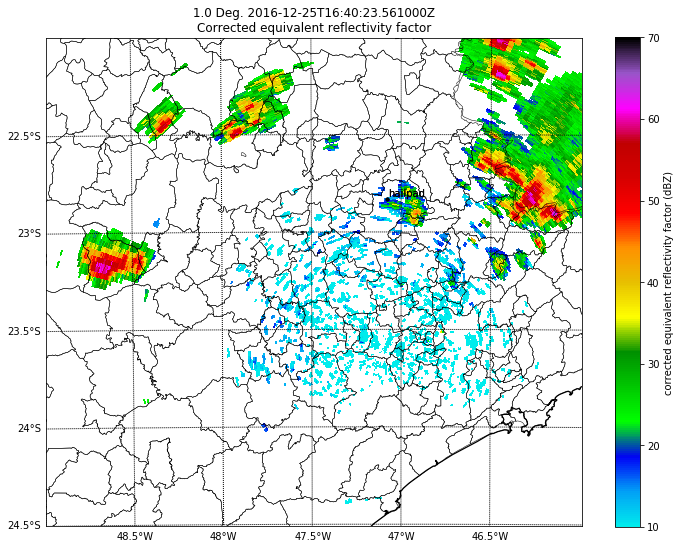 1.0 Deg. 2016-12-25T16:40:23.561000Z
Corrected equivalent reflectivity factor
22.5°S
23°S
23.5°S
24°S
24.5°S
hailpad
48.5°W
48°W
47.5°W
47°W
46.5°W
70
60
50
40
30
20
10
corrected equivalent reflectivity factor (dBZ)